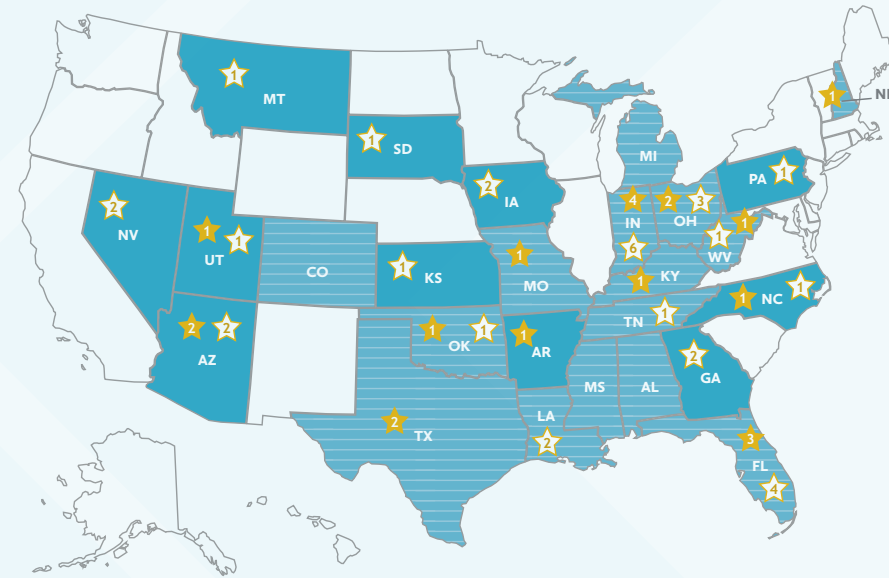 1
MT
1
NH
MI
1
SD
PA
1
2
IA
2
NV
1
1
UT
4
IN
6
2
3
OH
1
1
WV
CO
1
KS
1
MO
1
KY
1
NC
1
TN
1
2
2
AZ
1
OK
1
1
AR
2
GA
MS
AL
2
TX
LA
2
3
FL
4